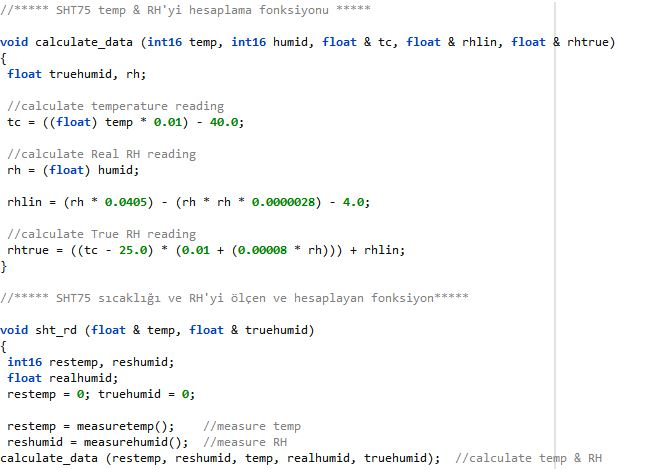 //***** SHT75 temp & RH'yi hesaplama fonksiyonu *****
void calculate_data (int16 temp, int16 humid, float & tc, float & rhlin, float & rhtrue)
{
float truehumid, rh;
//calculate temperature reading
tc = ((float) temp * 0.01) - 40.0;
//calculate Real RH reading
rh = (float) humid;
rhlin = (rh * 0.0405) - (rh * rh * 0.0000028) - 4.0;
//calculate True RH reading
rhtrue = ((tc - 25.0) * (0.01 + (0.00008 * rh))) + rhlin;
}
//***** SHT75 sıcaklığı ve RH'yi ölçen ve hesaplayan fonksiyon*****
void sht_rd (float & temp, float & truehumid)
{
int16 restemp, reshumid;
float realhumid;
restemp = 0; truehumid = 0;
restemp = measuretemp();    //measure temp
reshumid = measurehumid();  //measure RH
calculate_data (restemp, reshumid, temp, realhumid, truehumid);  //calculate temp & RH